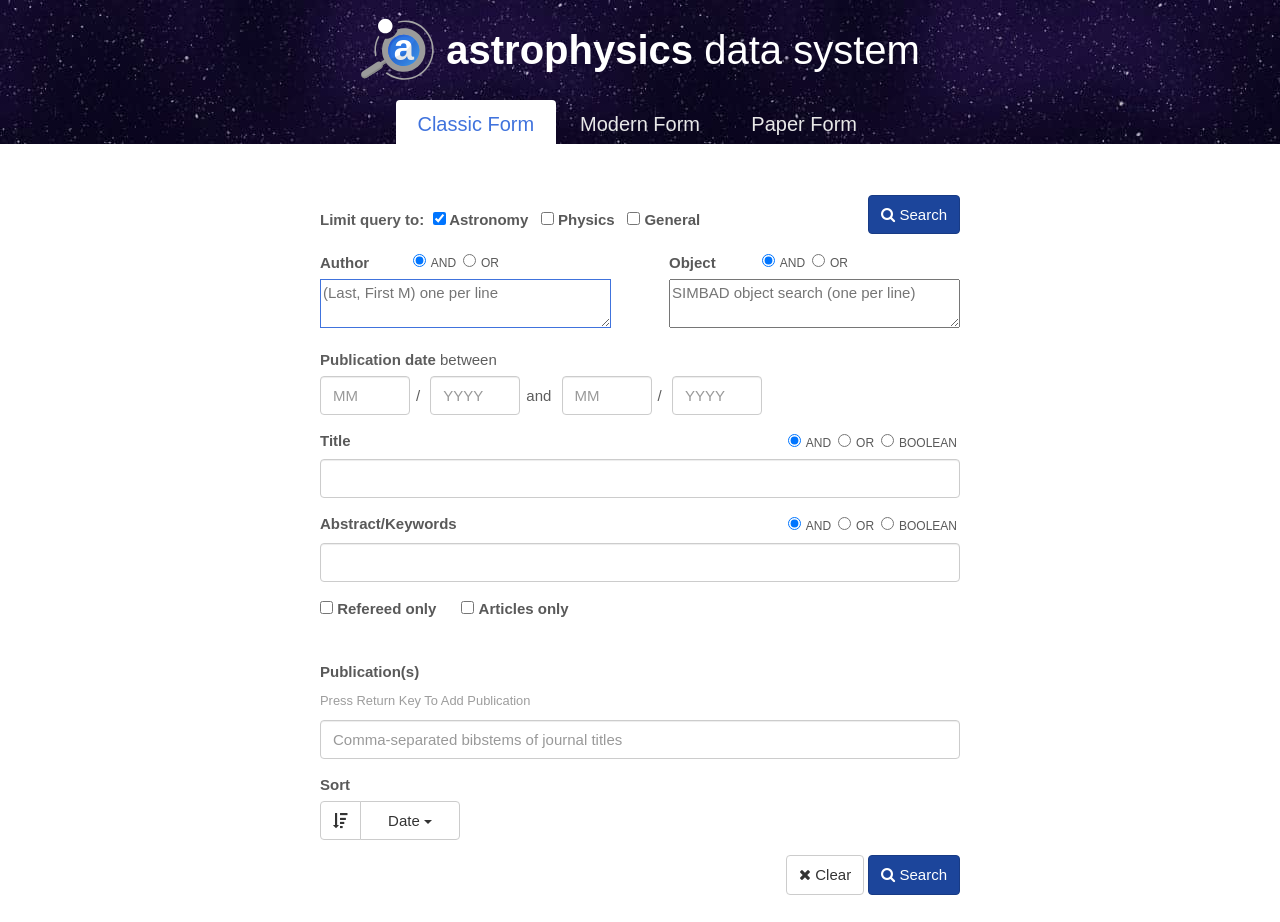 a astrophysics data system
Classic Form Modern Form Paper Form
Limit query to: Astronomy Physics General Search
Author AND OR Object AND OR
(Last, First M) one per line SIMBAD object search (one per line)
Publication date between
MM / YYYY and MM / YYYY
Title AND OR BOOLEAN
Abstract/Keywords AND OR BOOLEAN
Refereed only Articles only
Publication(s)
Press Return Key To Add Publication
Comma-separated bibstems of journal titles
Sort
Date
Clear Search